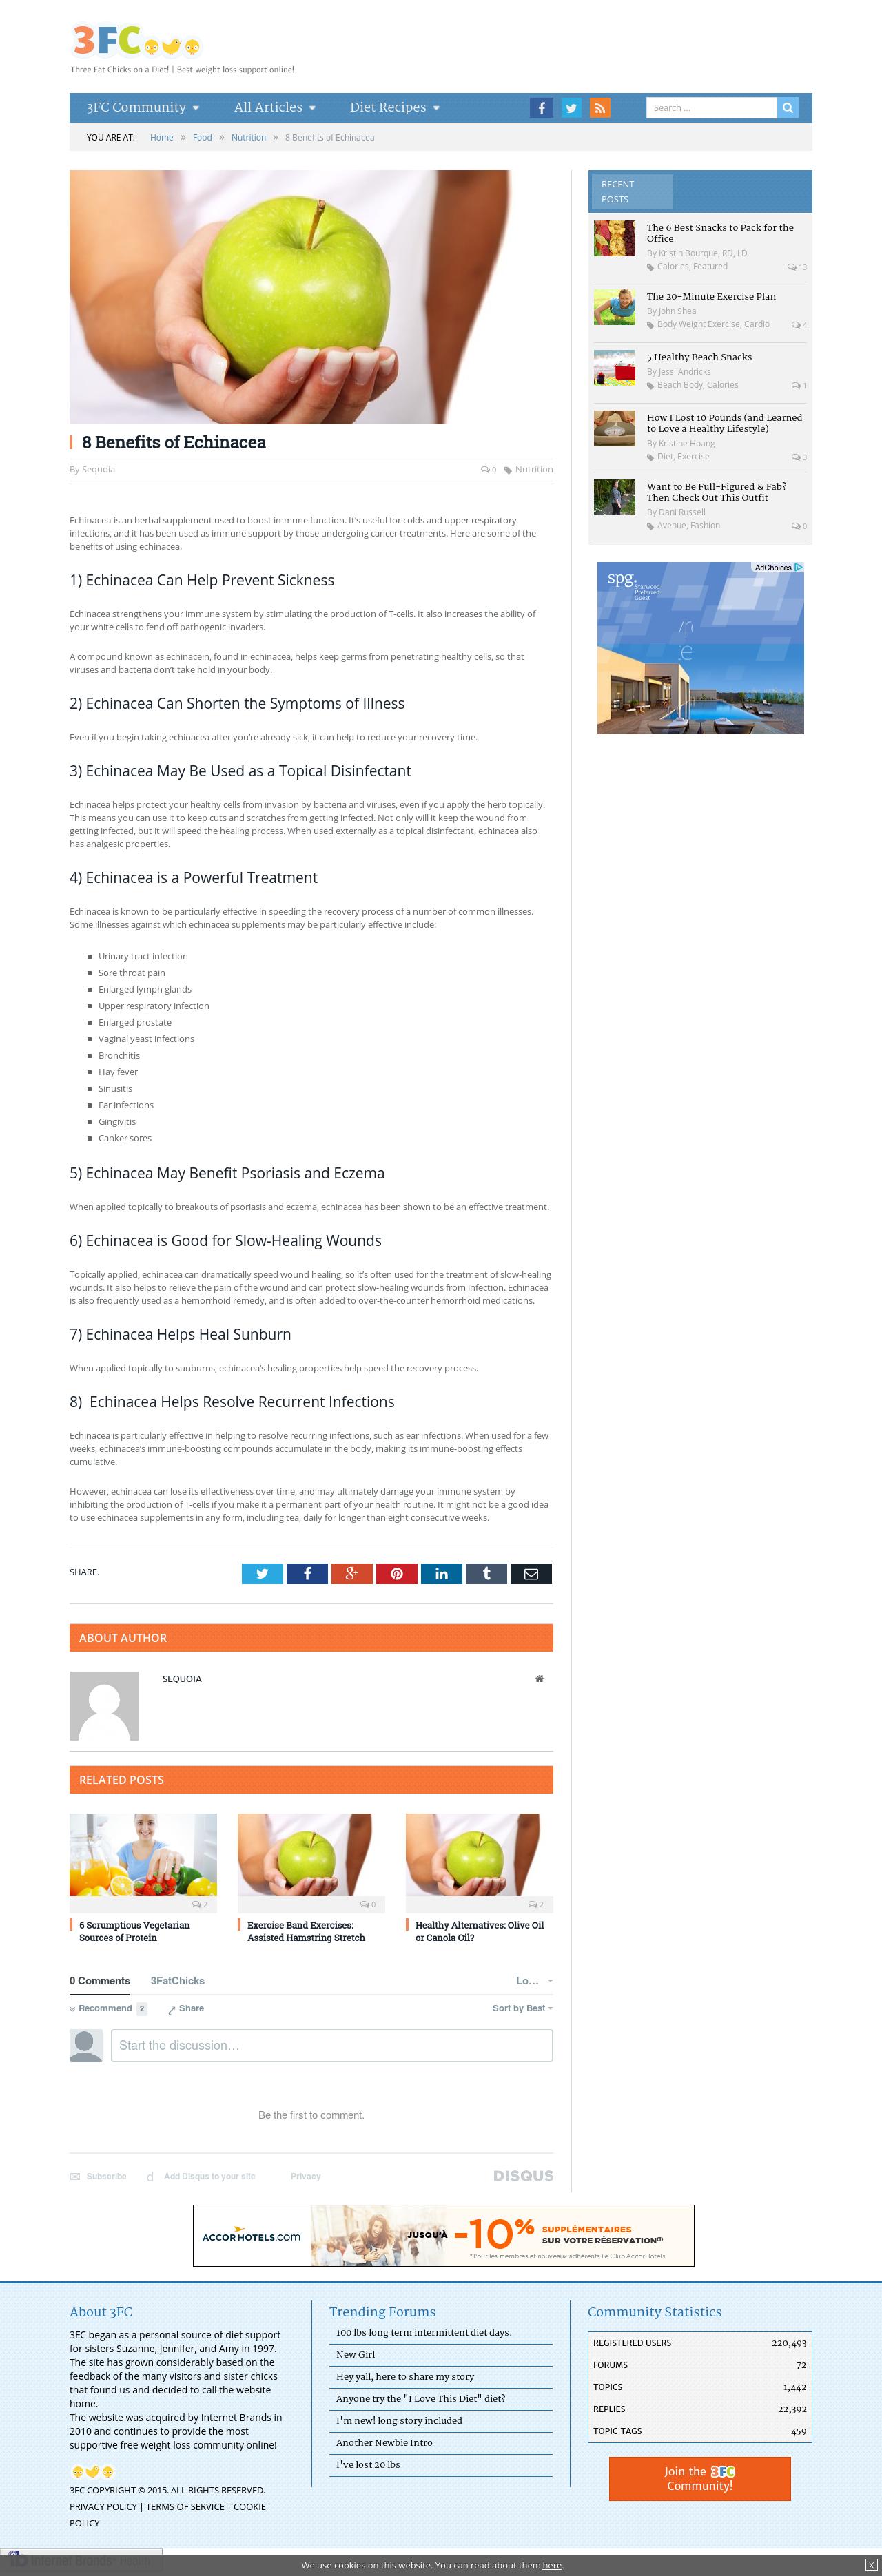 3FC
Three Fat Chicks on a Diet! | Best weight loss support online!
3FC Community
All Articles
Diet Recipes
Search ...
YOU ARE AT: Home » Food » Nutrition » 8 Benefits of Echinacea
8 Benefits of Echinacea
By Sequoia
0 Nutrition
Echinacea is an herbal supplement used to boost immune function. It's useful for colds and upper respiratory
infections, and it has been used as immune support by those undergoing cancer treatments. Here are some of the
benefits of using echinacea.
1) Echinacea Can Help Prevent Sickness
Echinacea strengthens your immune system by stimulating the production of T-cells. It also increases the ability of
your white cells to fend off pathogenic invaders.
A compound known as echinacein, found in echinacea, helps keep germs from penetrating healthy cells, so that
viruses and bacteria don't take hold in your body.
2) Echinacea Can Shorten the Symptoms of Illness
Even if you begin taking echinacea after you're already sick, it can help to reduce your recovery time.
3) Echinacea May Be Used as a Topical Disinfectant
Echinacea helps protect your healthy cells from invasion by bacteria and viruses, even if you apply the herb topically.
This means you can use it to keep cuts and scratches from getting infected. Not only will it keep the wound from
getting infected, but it will speed the healing process. When used externally as a topical disinfectant, echinacea also
has analgesic properties.
4) Echinacea is a Powerful Treatment
Echinacea is known to be particularly effective in speeding the recovery process of a number of common illnesses.
Some illnesses against which echinacea supplements may be particularly effective include:
Urinary tract infection
Sore throat pain
Enlarged lymph glands
Upper respiratory infection
Enlarged prostate
Vaginal yeast infections
Bronchitis
Hay fever
Sinusitis
Ear infections
Gingivitis
Canker sores
5) Echinacea May Benefit Psoriasis and Eczema
When applied topically to breakouts of psoriasis and eczema, echinacea has been shown to be an effective treatment.
6) Echinacea is Good for Slow-Healing Wounds
Topically applied, echinacea can dramatically speed wound healing, so it's often used for the treatment of slow-healing
wounds. It also helps to relieve the pain of the wound and can protect slow-healing wounds from infection. Echinacea
is also frequently used as a hemorrhoid remedy, and is often added to over-the-counter hemorrhoid medications.
7) Echinacea Helps Heal Sunburn
When applied topically to sunburns, echinacea's healing properties help speed the recovery process.
8) Echinacea Helps Resolve Recurrent Infections
Echinacea is particularly effective in helping to resolve recurring infections, such as ear infections. When used for a few
weeks, echinacea's immune-boosting compounds accumulate in the body, making its immune-boosting effects
cumulative.
However, echinacea can lose its effectiveness over time, and may ultimately damage your immune system by
inhibiting the production of T-cells if you make it a permanent part of your health routine. It might not be a good idea
to use echinacea supplements in any form, including tea, daily for longer than eight consecutive weeks.
SHARE.
ABOUT AUTHOR
SEQUOIA
RELATED POSTS
2
6 Scrumptious Vegetarian
Sources of Protein
0
Exercise Band Exercises:
Assisted Hamstring Stretch
2
Healthy Alternatives: Olive Oil
or Canola Oil?
0 Comments
3FatChicks
Lo…
Recommend 2
Share
Sort by Best
Start the discussion…
Be the first to comment.
Subscribe
Add Disqus to your site
Privacy
DISQUS
RECENT
POSTS
The 6 Best Snacks to Pack for the
Office
By Kristin Bourque, RD, LD
Calories, Featured 13
The 20-Minute Exercise Plan
By John Shea
Body Weight Exercise, Cardio 4
5 Healthy Beach Snacks
By Jessi Andricks
Beach Body, Calories 1
How I Lost 10 Pounds (and Learned
to Love a Healthy Lifestyle)
By Kristine Hoang
Diet, Exercise 3
Want to Be Full-Figured & Fab?
Then Check Out This Outfit
By Dani Russell
Avenue, Fashion 0
AdChoices
spg.
Starwood
Preferred
Guest
ACCORHOTELS.com
JUSQU'À -10%
SUPPLÉMENTAIRES
SUR VOTRE RÉSERVATION(1)
*Pour les membres et nouveaux adhérents Le Club AccorHotels
About 3FC
3FC began as a personal source of diet support
for sisters Suzanne, Jennifer, and Amy in 1997.
The site has grown considerably based on the
feedback of the many visitors and sister chicks
that found us and decided to call the website
home.
The website was acquired by Internet Brands in
2010 and continues to provide the most
supportive free weight loss community online!
3FC COPYRIGHT © 2015. ALL RIGHTS RESERVED.
PRIVACY POLICY | TERMS OF SERVICE | COOKIE
POLICY
Trending Forums
100 lbs long term intermittent diet days.
New Girl
Hey yall, here to share my story
Anyone try the "I Love This Diet" diet?
I'm new! long story included
Another Newbie Intro
I've lost 20 lbs
Community Statistics
REGISTERED USERS 220,493
FORUMS 72
TOPICS 1,442
REPLIES 22,392
TOPIC TAGS 459
Join the 3FC
Community!
We use cookies on this website. You can read about them here.
X